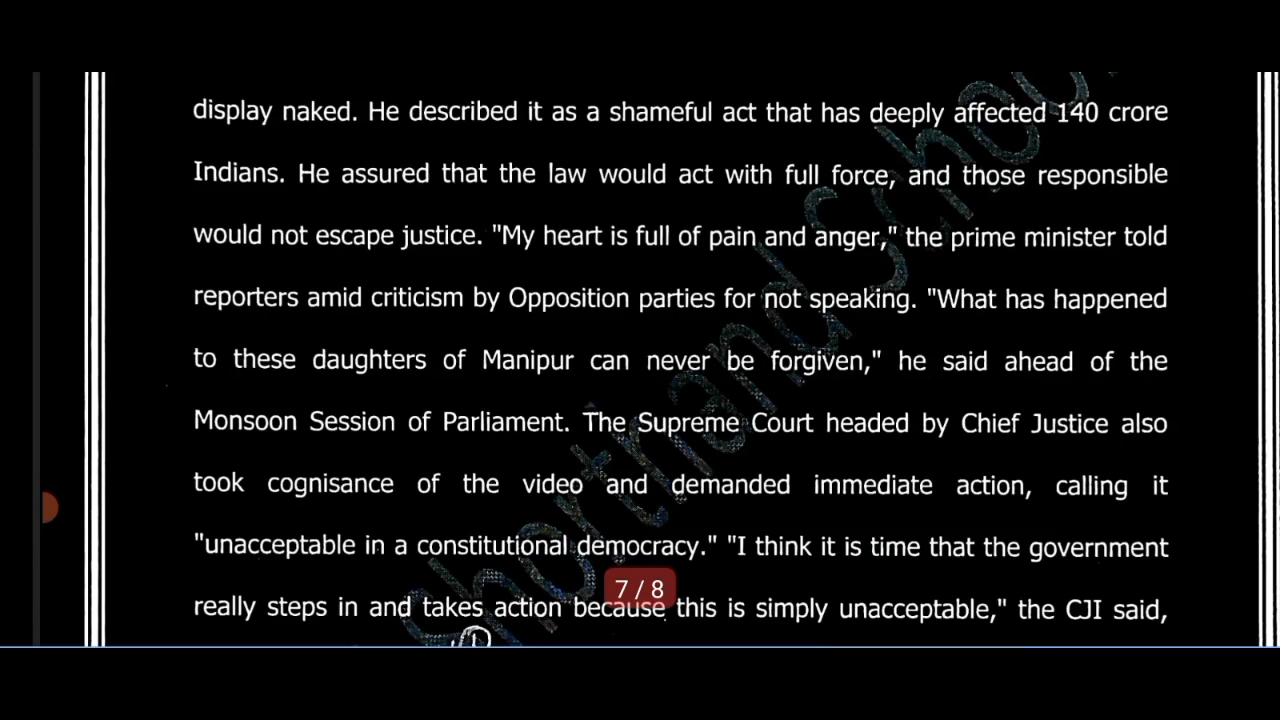 display naked. He described it as a shameful act that has deeply affected 140 crore
Indians. He assured that the law would act with full force, and those responsible
would not escape justice. "My heart is full of pain and anger," the prime minister told
reporters amid criticism by Opposition parties for not speaking. "What has happened
to these daughters of Manipur can never be forgiven," he said ahead of the
Monsoon Session of Parliament. The Supreme Court headed by Chief Justice also
took cognisance of the video and demanded immediate action, calling it
"unacceptable in a constitutional democracy." "I think it is time that the government
7 / 8
really steps in and takes action because this is simply unacceptable," the CJI said,
Shorthand School